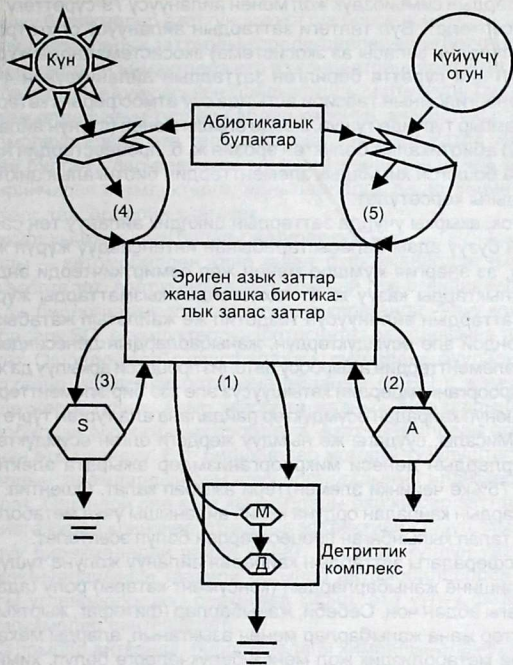 Күн
Күйүүчү
отун
Абиотикалык
булактар
(4)
(5)
Эриген азык заттар
жана башка биотика-
лык запас заттар
(3)
(1)
(2)
S
A
М
Д
Детриттик
комплекс